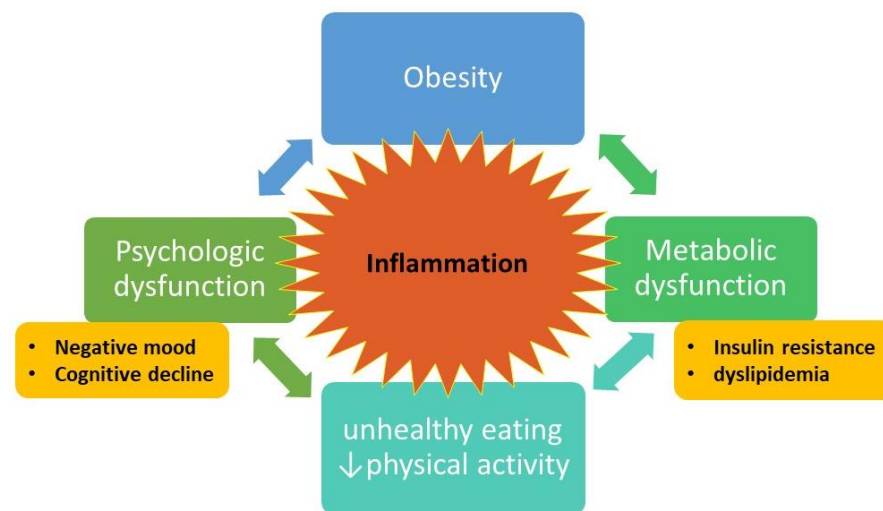 Obesity
Psychologic
dysfunction
Inflammation
Metabolic
dysfunction
• Negative mood
• Cognitive decline
• Insulin resistance
• dyslipidemia
unhealthy eating
↓physical activity